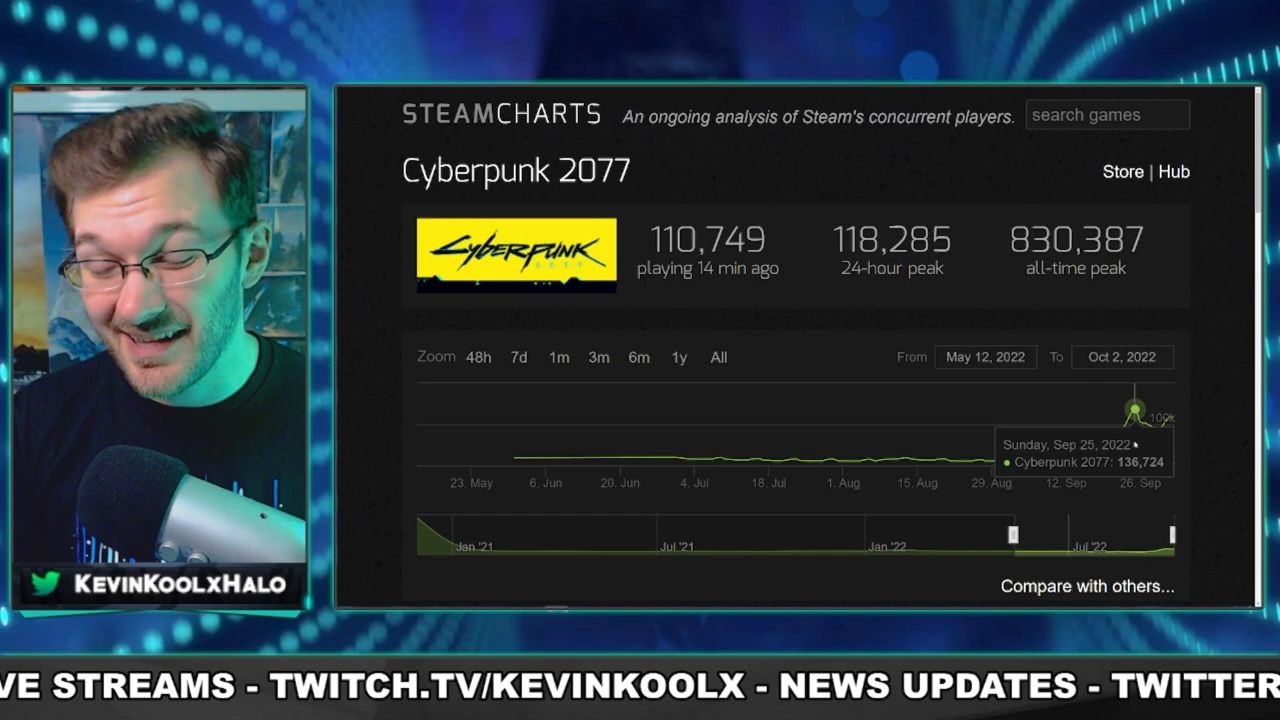 STEAMCHARTS An ongoing analysis of Steam's concurrent players. search games
Cyberpunk 2077 Store | Hub
CYBERPUNK
2077
110,749 118,285 830,387
playing 14 min ago 24-hour peak all-time peak
Zoom 48h 7d 1m 3m 6m 1y All From May 12, 2022 To Oct 2, 2022
100k
Sunday, Sep 25, 2022
Cyberpunk 2077: 136,724
23. May 6. Jun 20. Jun 4. Jul 18. Jul 1. Aug 15. Aug 29. Aug 12. Sep 26. Sep
Jan '21 Jul '21 Jan '22 Jul '22
Compare with others...
KEVINKOOLXHALO
VE STREAMS - TWITCH.TV/KEVINKOOLX - NEWS UPDATES - TWITTER